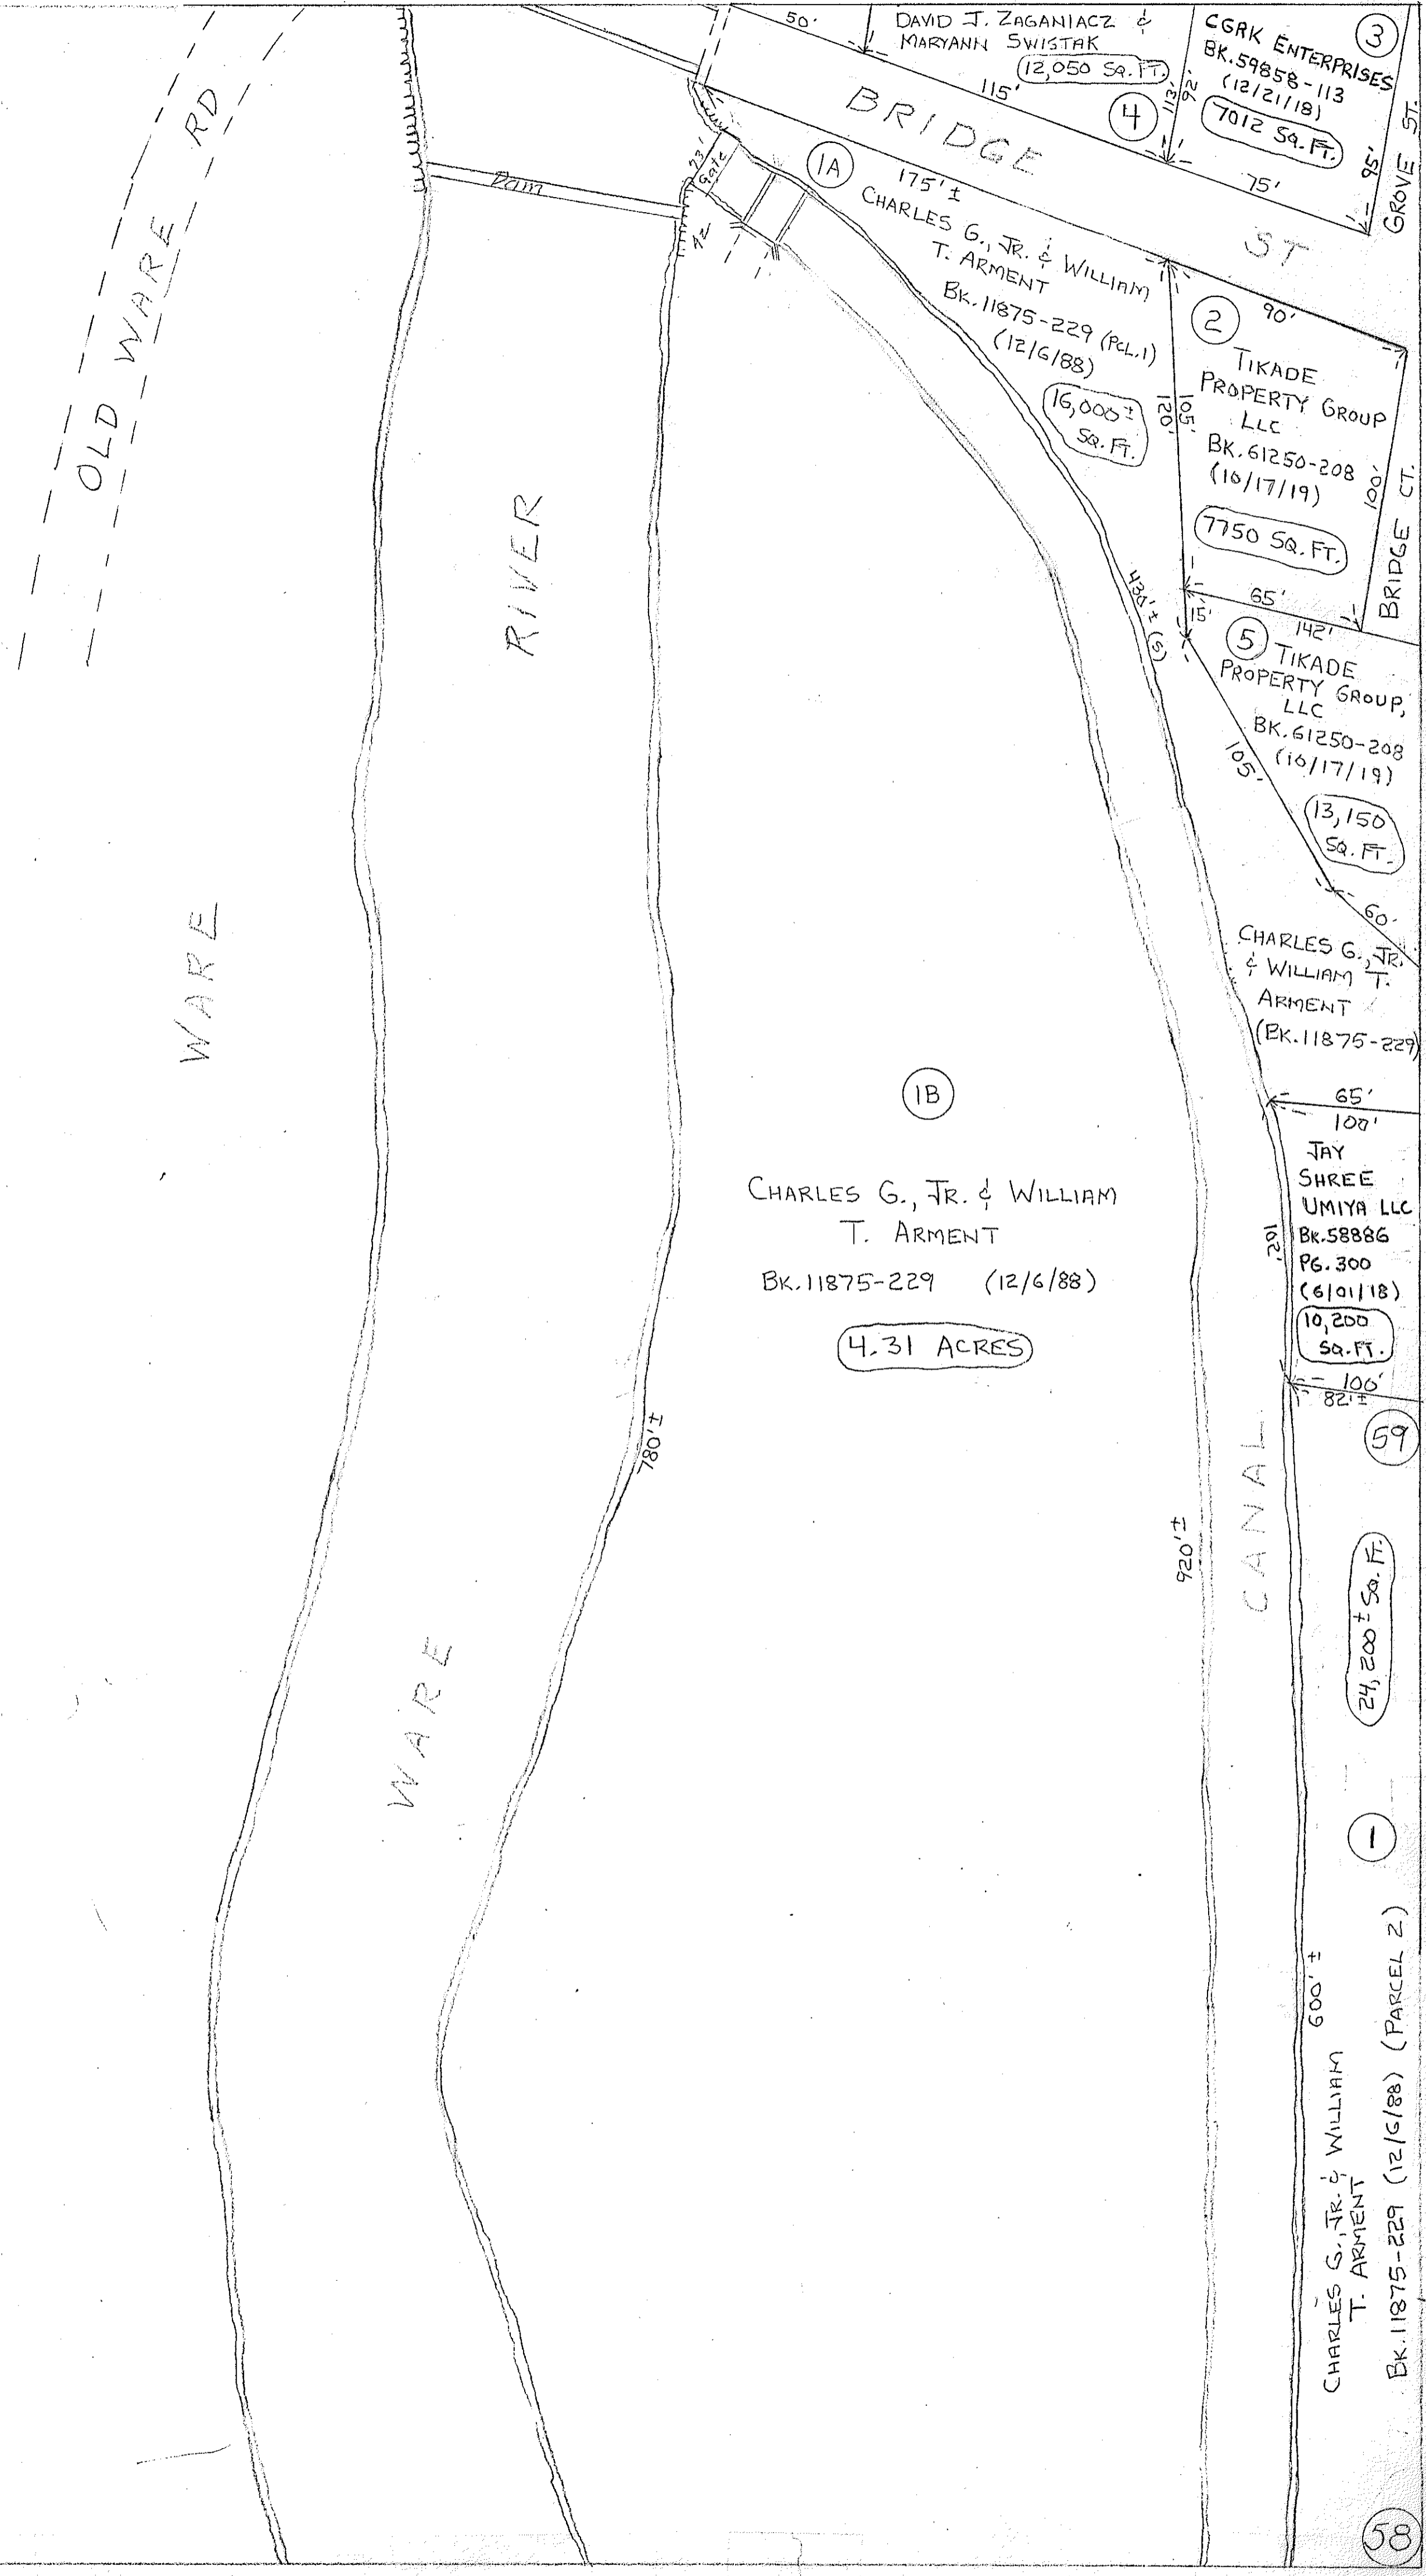 OLD WARE RD
50'
DAVID J. ZAGANIACZ &
MARYANN SWISTAK
12,050 SQ. FT.
115'
4
113'
92'
CGRK ENTERPRISES
BK.59858-113
(12/21/18)
7012 SQ. FT.
3
95'
75'
GROVE ST.
BRIDGE ST
Dam
23'
Gate
1A
175'±
CHARLES G., JR. & WILLIAM
T. ARMENT
BK.11875-229 (PCL.1)
(12/6/88)
16,000±
SQ. FT.
2
90'
TIKADE
PROPERTY GROUP
LLC
BK.61250-208
(10/17/19)
7750 SQ. FT.
105'
120'
100'
BRIDGE CT.
65'
15'
142'
430'± (S)
5
TIKADE
PROPERTY GROUP,
LLC
BK.61250-208
(10/17/19)
13,150
SQ. FT.
105'
60'
CHARLES G., JR.
& WILLIAM T.
ARMENT
(BK.11875-229)
RIVER
WARE
1B
CHARLES G., JR. & WILLIAM
T. ARMENT
BK.11875-229 (12/6/88)
4.31 ACRES
65'
100'
JAY
SHREE
UMIYA LLC
BK.58886
PG.300
(6/01/18)
10,200
SQ.FT.
102'
100'
82'±
59
780'±
920'±
CANAL
24,200± SQ. FT.
WARE
1
600'±
CHARLES G., JR. & WILLIAM
T. ARMENT
BK.11875-229 (12/6/88) (PARCEL 2)
58